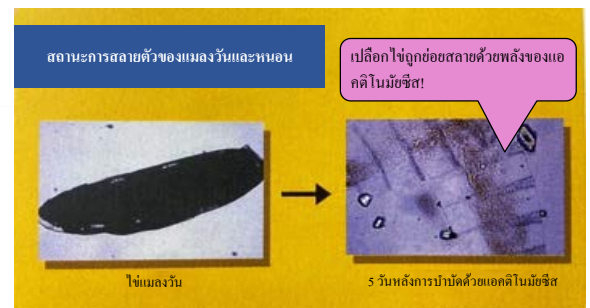 สถานะการสลายตัวของแมลงวันและหนอน
เปลือกไข่ถูกย่อยสลายด้วยพลังของแอ
คติโนมัยซีส!
ไข่แมลงวัน
5 วันหลังการบำบัดด้วยแอคติโนมัยซีส